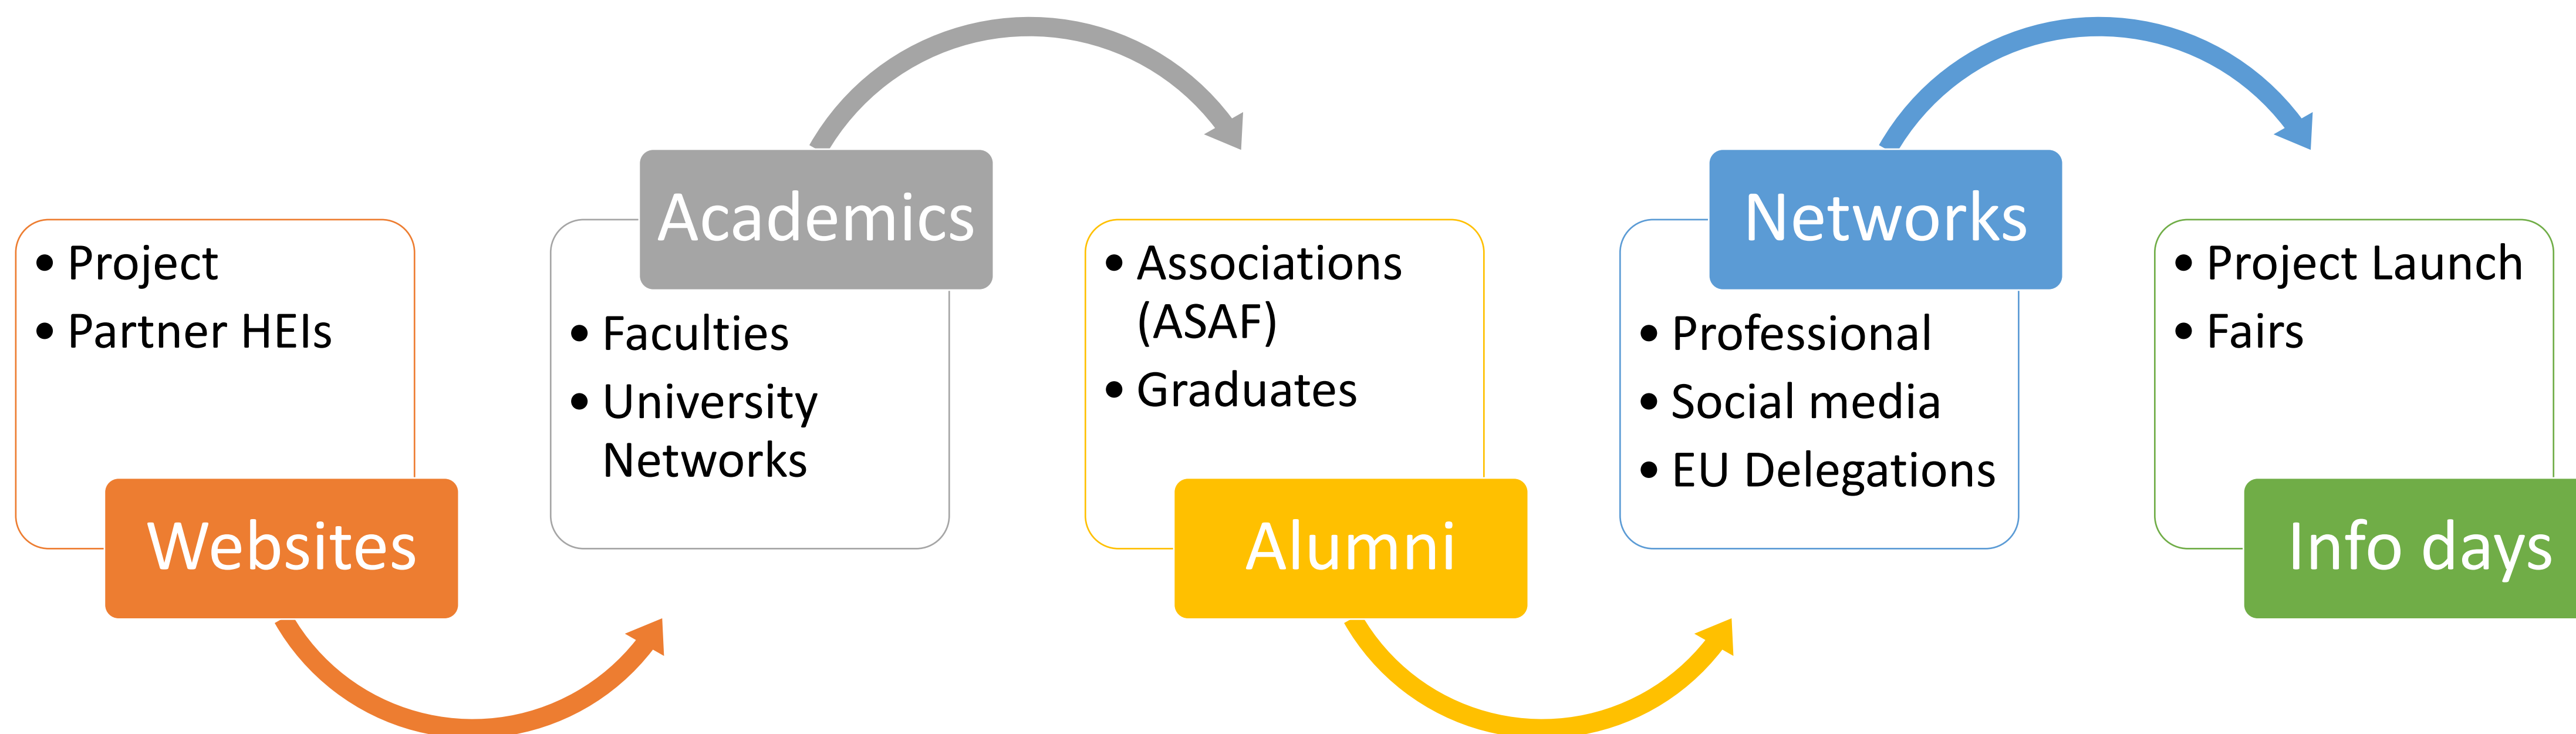 • Project
• Partner HEIs
Websites
Academics
• Faculties
• University
Networks
• Associations
(ASAF)
• Graduates
Alumni
Networks
• Professional
• Social media
• EU Delegations
• Project Launch
• Fairs
Info days